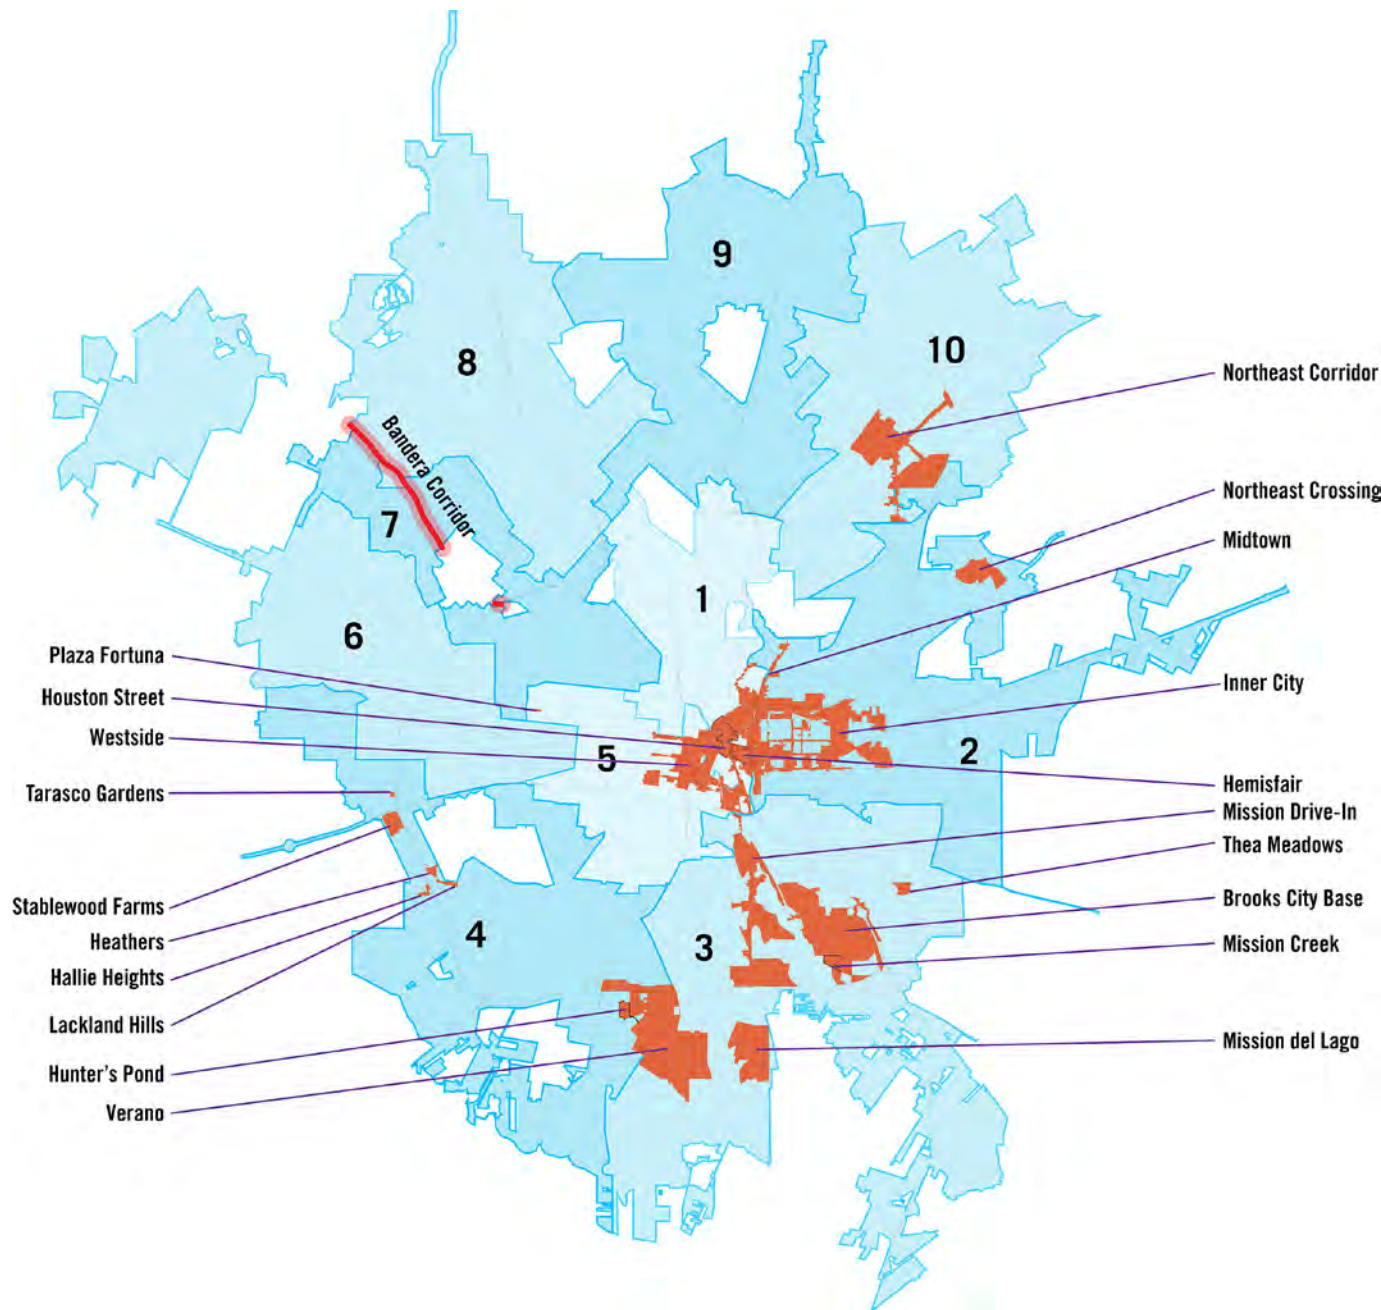 9
8
10
Northeast Corridor
Bandera Corridor
Northeast Crossing
7
Midtown
1
6
Plaza Fortuna
Inner City
Houston Street
Westside
2
5
Hemisfair
Tarasco Gardens
Mission Drive-In
Thea Meadows
Stablewood Farms
Brooks City Base
Heathers
4
3
Mission Creek
Hallie Heights
Lackland Hills
Mission del Lago
Hunter's Pond
Verano